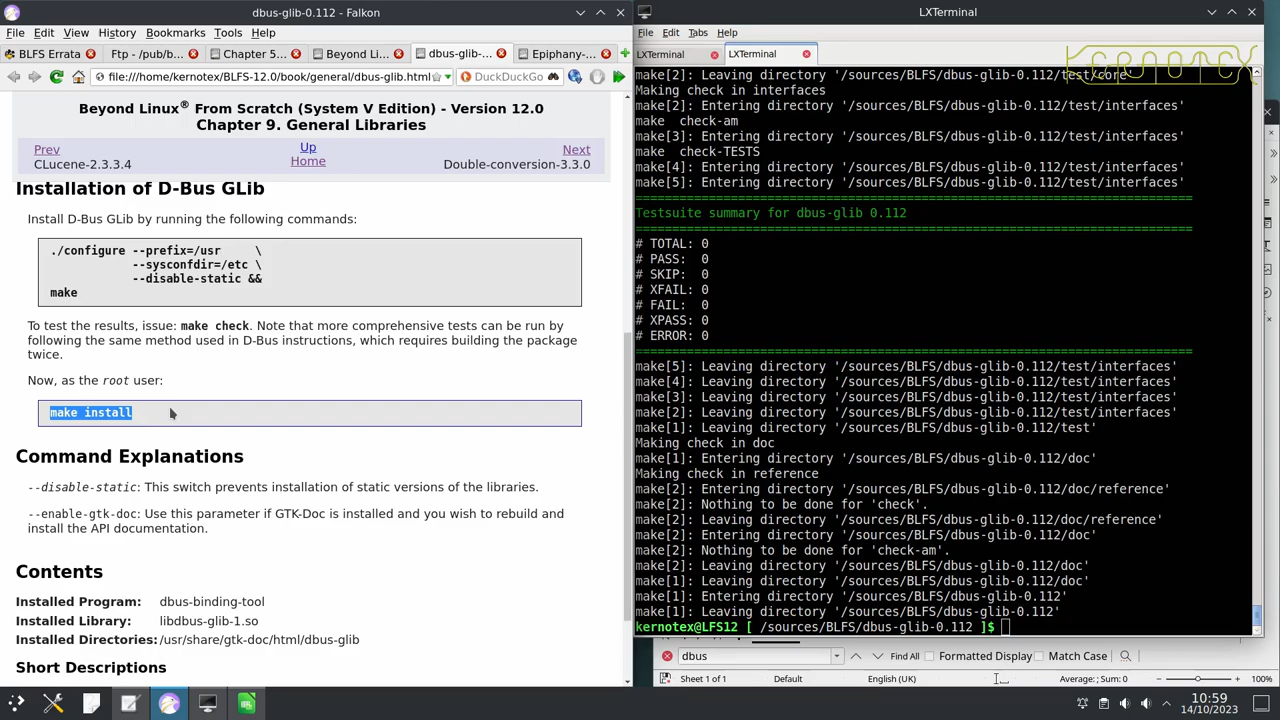 dbus-glib-0.112 - Falkon
File Edit View History Bookmarks Tools Help
BLFS Errata
Ftp - /pub/b...
Chapter 5...
Beyond Li...
dbus-glib-...
Epiphany-...
file:///home/kernotex/BLFS-12.0/book/general/dbus-glib.html
DuckDuckGo
Beyond Linux® From Scratch (System V Edition) - Version 12.0
Chapter 9. General Libraries
Prev Up Next
CLucene-2.3.3.4 Home Double-conversion-3.3.0
Installation of D-Bus GLib
Install D-Bus GLib by running the following commands:
./configure --prefix=/usr \
--sysconfdir=/etc \
--disable-static &&
make
To test the results, issue: make check. Note that more comprehensive tests can be run by
following the same method used in D-Bus instructions, which requires building the package
twice.
Now, as the root user:
make install
Command Explanations
--disable-static: This switch prevents installation of static versions of the libraries.
--enable-gtk-doc: Use this parameter if GTK-Doc is installed and you wish to rebuild and
install the API documentation.
Contents
Installed Program: dbus-binding-tool
Installed Library: libdbus-glib-1.so
Installed Directories: /usr/share/gtk-doc/html/dbus-glib
Short Descriptions
LXTerminal
File Edit Tabs Help
LXTerminal
LXTerminal
KERNOTEX
make[2]: Leaving directory '/sources/BLFS/dbus-glib-0.112/test/core'
Making check in interfaces
make[2]: Entering directory '/sources/BLFS/dbus-glib-0.112/test/interfaces'
make  check-am
make[3]: Entering directory '/sources/BLFS/dbus-glib-0.112/test/interfaces'
make  check-TESTS
make[4]: Entering directory '/sources/BLFS/dbus-glib-0.112/test/interfaces'
make[5]: Entering directory '/sources/BLFS/dbus-glib-0.112/test/interfaces'
============================================================================
Testsuite summary for dbus-glib 0.112
============================================================================
# TOTAL: 0
# PASS:  0
# SKIP:  0
# XFAIL: 0
# FAIL:  0
# XPASS: 0
# ERROR: 0
============================================================================
make[5]: Leaving directory '/sources/BLFS/dbus-glib-0.112/test/interfaces'
make[4]: Leaving directory '/sources/BLFS/dbus-glib-0.112/test/interfaces'
make[3]: Leaving directory '/sources/BLFS/dbus-glib-0.112/test/interfaces'
make[2]: Leaving directory '/sources/BLFS/dbus-glib-0.112/test/interfaces'
make[1]: Leaving directory '/sources/BLFS/dbus-glib-0.112/test'
Making check in doc
make[1]: Entering directory '/sources/BLFS/dbus-glib-0.112/doc'
Making check in reference
make[2]: Entering directory '/sources/BLFS/dbus-glib-0.112/doc/reference'
make[2]: Nothing to be done for 'check'.
make[2]: Leaving directory '/sources/BLFS/dbus-glib-0.112/doc/reference'
make[2]: Entering directory '/sources/BLFS/dbus-glib-0.112/doc'
make[2]: Nothing to be done for 'check-am'.
make[2]: Leaving directory '/sources/BLFS/dbus-glib-0.112/doc'
make[1]: Leaving directory '/sources/BLFS/dbus-glib-0.112/doc'
make[1]: Entering directory '/sources/BLFS/dbus-glib-0.112'
make[1]: Leaving directory '/sources/BLFS/dbus-glib-0.112'
kernotex@LFS12 [ /sources/BLFS/dbus-glib-0.112 ]$
dbus Find All Formatted Display Match Case
Sheet 1 of 1 Default English (UK) Average: ; Sum: 0 100%
10:59
14/10/2023